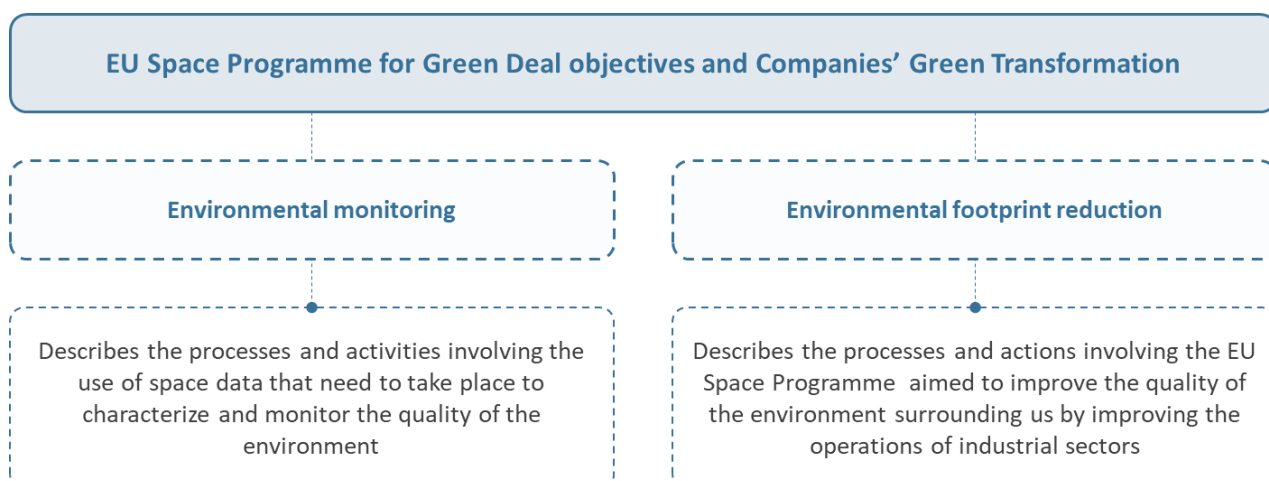 EU Space Programme for Green Deal objectives and Companies’ Green Transformation
Environmental monitoring
Environmental footprint reduction
Describes the processes and activities involving the
use of space data that need to take place to
characterize and monitor the quality of the
environment
Describes the processes and actions involving the EU
Space Programme aimed to improve the quality of
the environment surrounding us by improving the
operations of industrial sectors